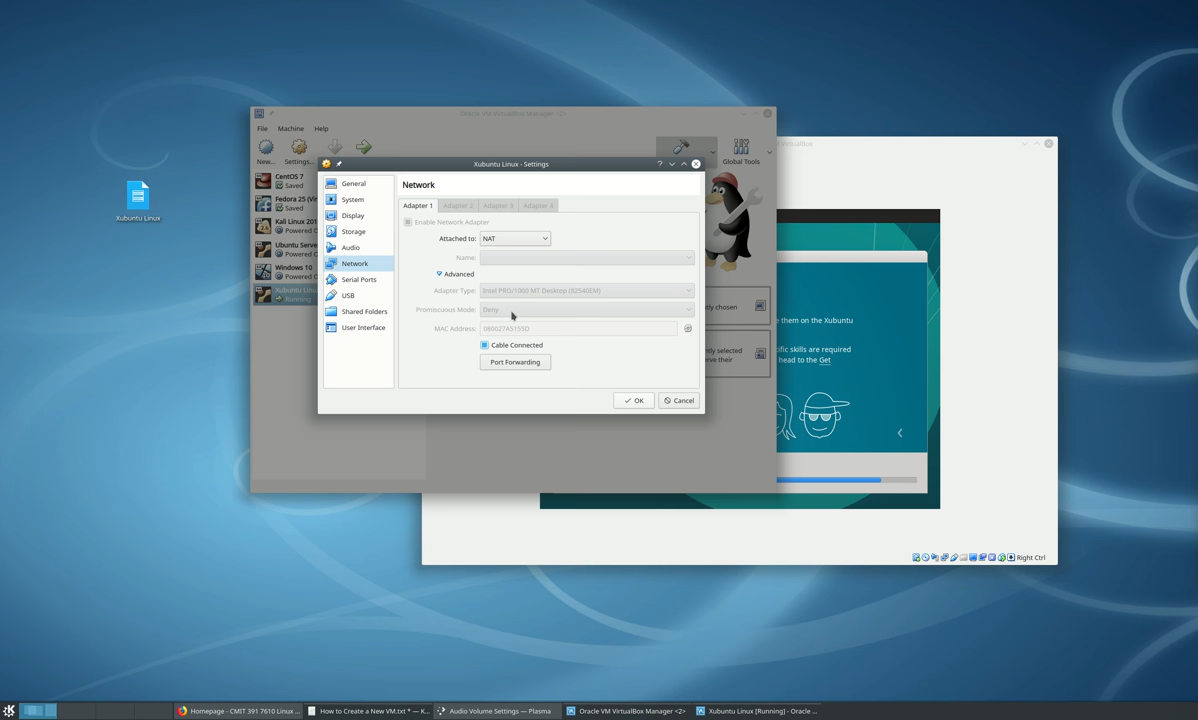 Xubuntu Linux
Oracle VM VirtualBox Manager <2>
File Machine Help
New... Settings...
Global Tools
CentOS 7
Saved
Fedora 25 (Vir
Saved
Kali Linux 201
Powered O
Ubuntu Serve
Powered O
Windows 10
Powered O
Xubuntu Linu
Running
Xubuntu Linux - Settings
General
System
Display
Storage
Audio
Network
Serial Ports
USB
Shared Folders
User Interface
Network
Adapter 1 Adapter 2 Adapter 3 Adapter 4
Enable Network Adapter
Attached to: NAT
Name:
Advanced
Adapter Type: Intel PRO/1000 MT Desktop (82540EM)
Promiscuous Mode: Deny
MAC Address: 080027A5155D
Cable Connected
Port Forwarding
OK Cancel
VirtualBox
tly chosen
ntly selected
rve their
e them on the Xubuntu
ific skills are required
head to the Get
Right Ctrl
Homepage - CMIT 391 7610 Linux ...
How to Create a New VM.txt * — K...
Audio Volume Settings — Plasma
Oracle VM VirtualBox Manager <2>
Xubuntu Linux [Running] - Oracle ...